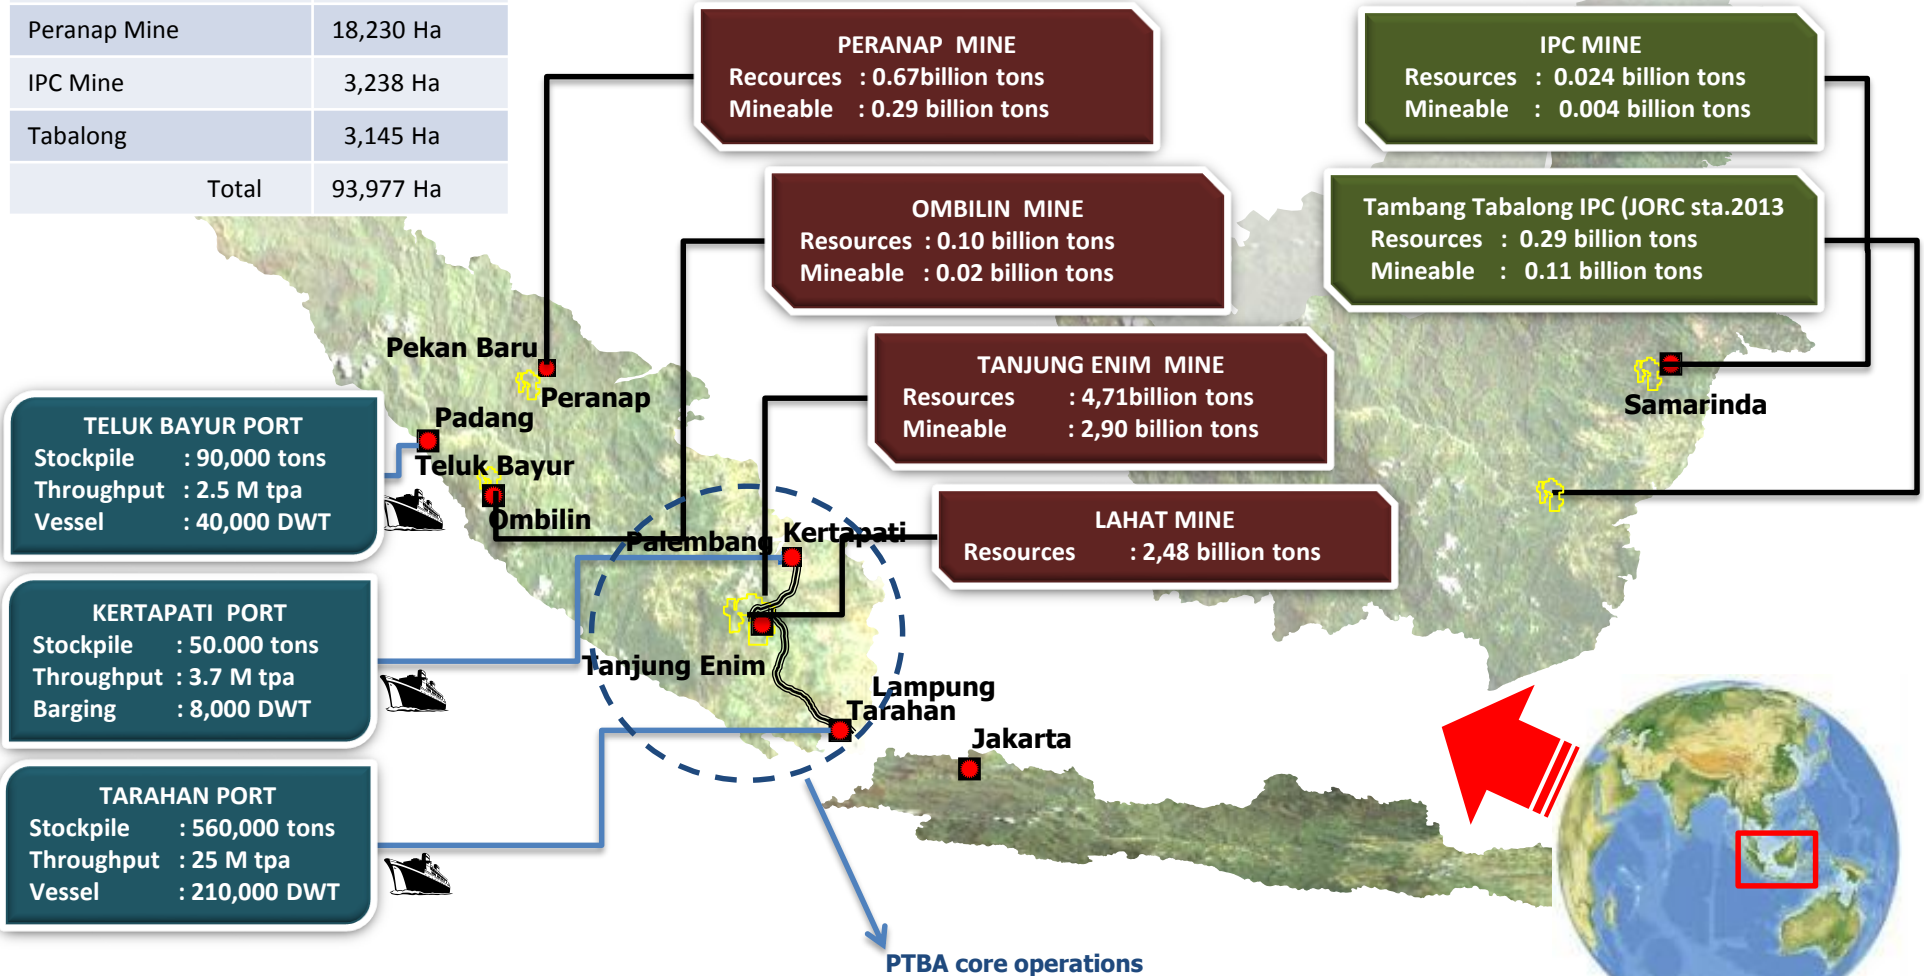 Peranap Mine 18,230 Ha
IPC Mine 3,238 Ha
Tabalong 3,145 Ha
Total 93,977 Ha
PERANAP MINE
Recources : 0.67billion tons
Mineable : 0.29 billion tons
IPC MINE
Resources : 0.024 billion tons
Mineable : 0.004 billion tons
OMBILIN MINE
Resources : 0.10 billion tons
Mineable : 0.02 billion tons
Tambang Tabalong IPC (JORC sta.2013
Resources : 0.29 billion tons
Mineable : 0.11 billion tons
TANJUNG ENIM MINE
Resources : 4,71billion tons
Mineable : 2,90 billion tons
LAHAT MINE
Resources : 2,48 billion tons
TELUK BAYUR PORT
Stockpile : 90,000 tons
Throughput : 2.5 M tpa
Vessel : 40,000 DWT
KERTAPATI PORT
Stockpile : 50.000 tons
Throughput : 3.7 M tpa
Barging : 8,000 DWT
TARAHAN PORT
Stockpile : 560,000 tons
Throughput : 25 M tpa
Vessel : 210,000 DWT
Pekan Baru
Peranap
Padang
Teluk Bayur
Ombilin
Palembang
Kertapati
Tanjung Enim
Lampung
Tarahan
Jakarta
Samarinda
PTBA core operations